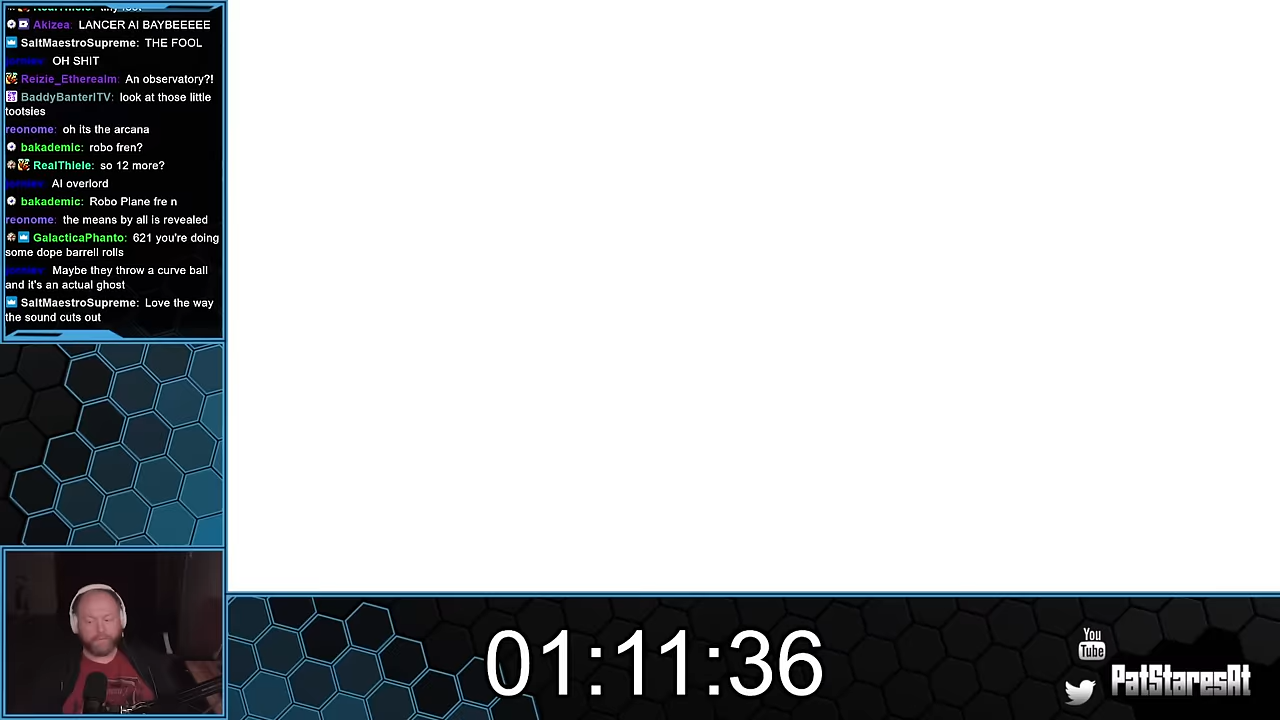 Akizea: LANCER AI BAYBEEEEE
SaltMaestroSupreme: THE FOOL
OH SHIT
Reizie_Etherealm: An observatory?!
BaddyBanterITV: look at those little
tootsies
reonome: oh its the arcana
bakademic: robo fren?
RealThlele: so 12 more?
AI overlord
bakademic: Robo Plane fre n
reonome: the means by all is revealed
GalacticaPhanto: 621 you're doing
some dope barrell rolls
Maybe they throw a curve ball
and it's an actual ghost
SaltMaestroSupreme: Love the way
the sound cuts out
01:11:36
You
Tube
PatStaresAt